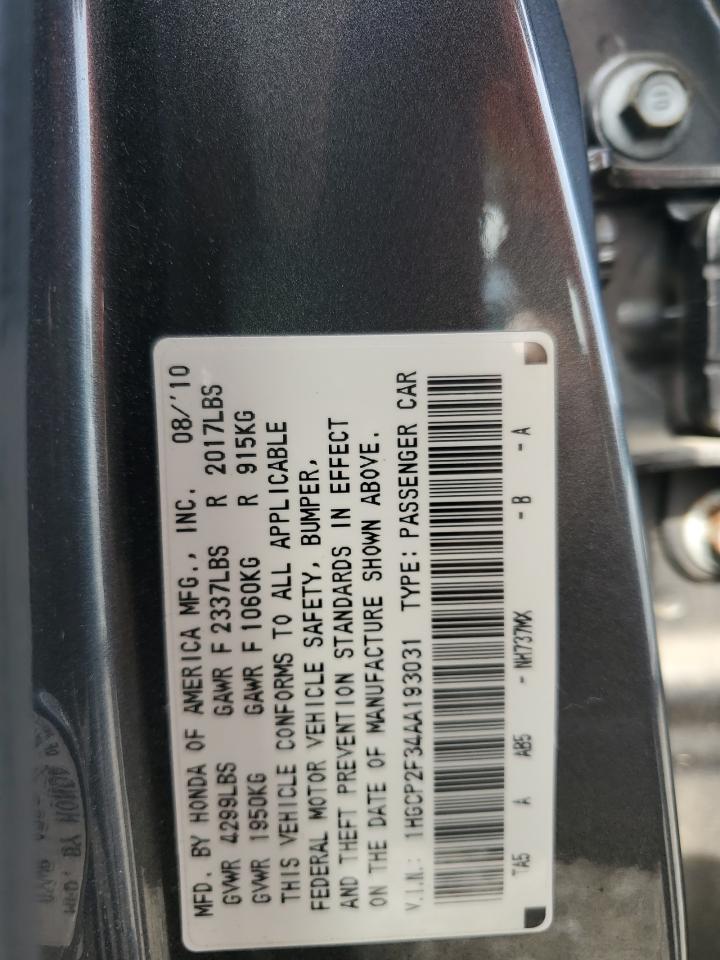 MFD. BY HONDA OF AMERICA MFG., INC. 08/'10
GVWR 4299LBS GAWR F 2337LBS R 2017LBS
GVWR 1950KG GAWR F 1060KG R 915KG
THIS VEHICLE CONFORMS TO ALL APPLICABLE
FEDERAL MOTOR VEHICLE SAFETY, BUMPER,
AND THEFT PREVENTION STANDARDS IN EFFECT
ON THE DATE OF MANUFACTURE SHOWN ABOVE.
V.I.N.: 1HGCP2F34AA193031 TYPE: PASSENGER CAR
TA5 A AB5 - NH737MX - B - A